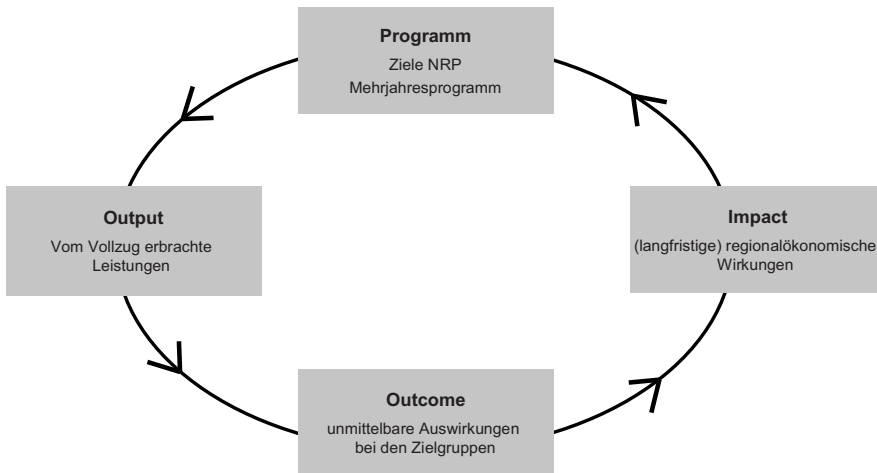 Programm
Ziele NRP
Mehrjahresprogramm
Output
Vom Vollzug erbrachte
Leistungen
Impact
(langfristige) regionalökonomische
Wirkungen
Outcome
unmittelbare Auswirkungen
bei den Zielgruppen